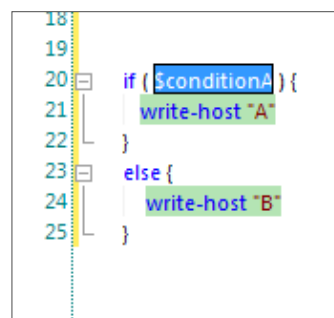 18
19
20 if ( $conditionA ) {
21 write-host "A"
22 }
23 else {
24 write-host "B"
25 }